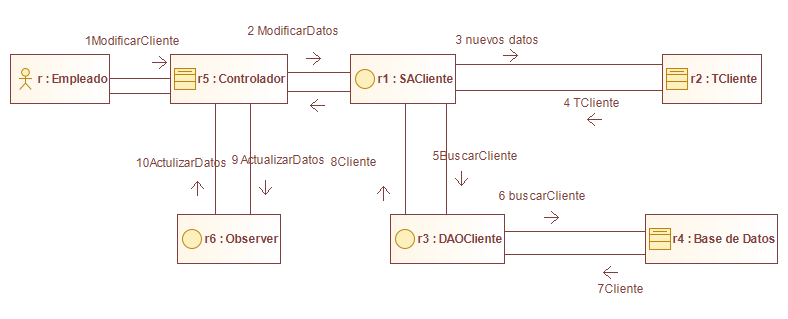 1ModificarCliente
2 ModificarDatos
3 nuevos datos
r : Empleado
r5 : Controlador
r1 : SACliente
r2 : TCliente
4 TCliente
10ActulizarDatos
9 ActualizarDatos
8Cliente
5BuscarCliente
6 buscarCliente
r6 : Observer
r3 : DAOCliente
r4 : Base de Datos
7Cliente